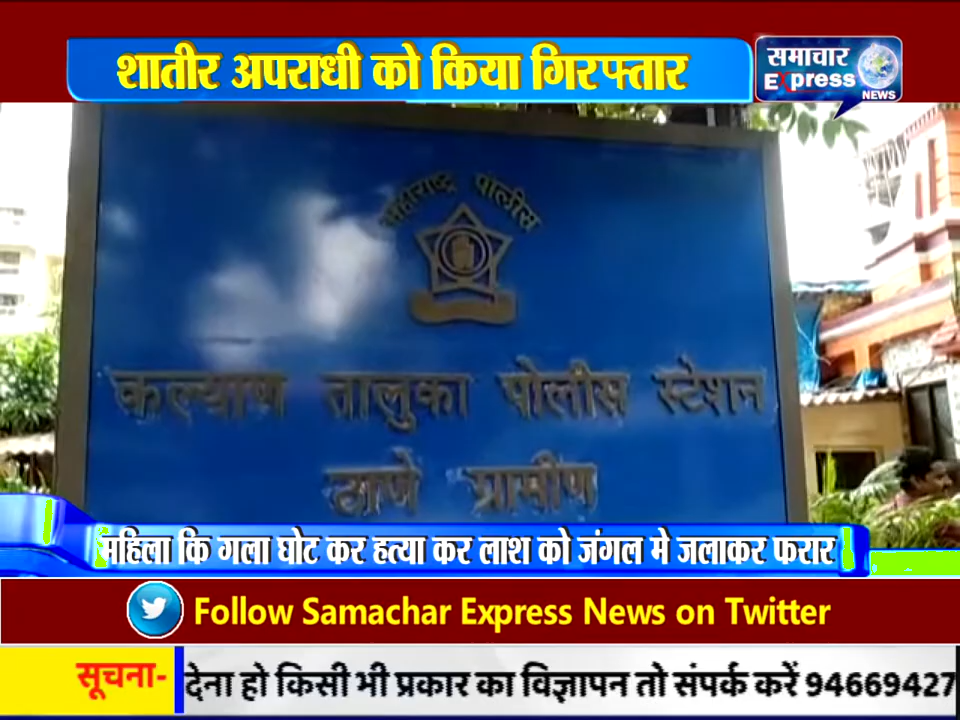 शातीर अपराधी को किया गिरफ्तार
समाचार
Express
NEWS
महाराष्ट्र पोलीस
कल्याण तालुका पोलीस स्टेशन
ठाणे ग्रामीण
महिला कि गला घोट कर हत्या कर लाश को जंगल मे जलाकर फरार
Follow Samachar Express News on Twitter
सूचना- देना हो किसी भी प्रकार का विज्ञापन तो संपर्क करें 94669427